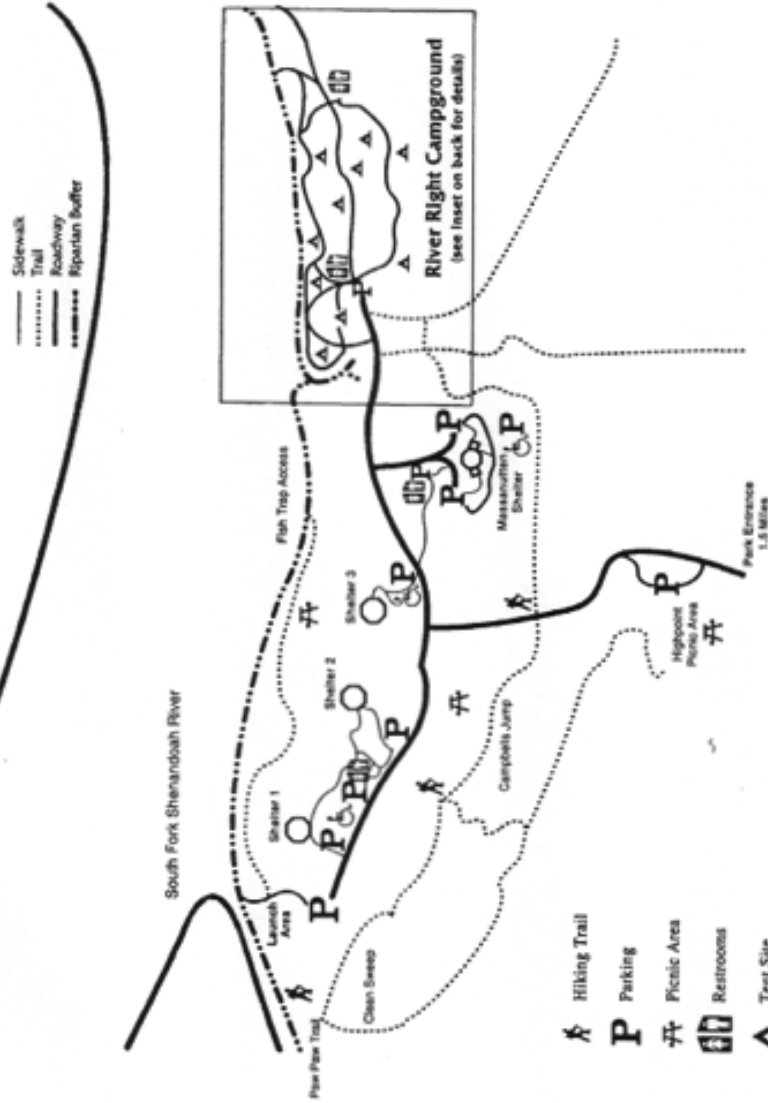 Sidewalk
Trail
Roadway
Riparian Buffer
South Fork Shenandoah River
River Right Campground
(see Inset on back for details)
Fish Trap Access
Shelter 3
Shelter 2
Shelter 1
Launch
Area
Paw Paw Trail
Clean Sweep
Campbells Jump
Massanutten
Shelter
Highpoint
Picnic Area
Park Entrance
1.5 Miles
P
P
P
P
P
P
P
P
P
P
Hiking Trail
P Parking
Picnic Area
Restrooms
Tent Site